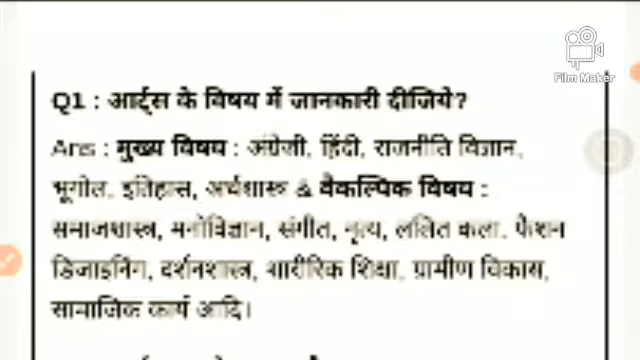 Film Maker
Q1 : आर्ट्स के विषय में जानकारी दीजिये?
Ans : मुख्य विषय : अंग्रेजी, हिंदी, राजनीति विज्ञान,
भूगोल, इतिहास, अर्थशास्त्र & वैकल्पिक विषय :
समाजशास्त्र, मनोविज्ञान, संगीत, नृत्य, ललित कला, फैशन
डिजाइनिंग, दर्शनशास्त्र, शारीरिक शिक्षा, ग्रामीण विकास,
सामाजिक कार्य आदि।